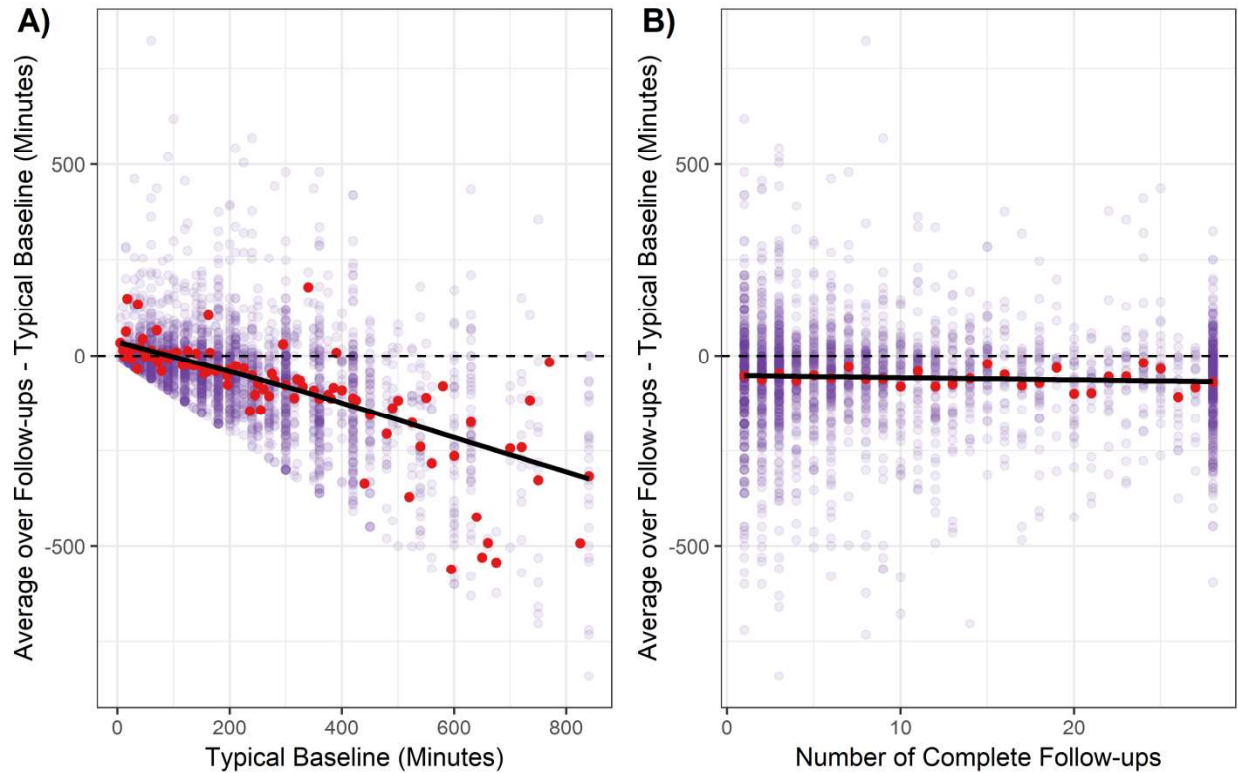 A)
Average over Follow-ups - Typical Baseline (Minutes)
500
0
-500
0 200 400 600 800
Typical Baseline (Minutes)
B)
Average over Follow-ups - Typical Baseline (Minutes)
500
0
-500
0 10 20
Number of Complete Follow-ups